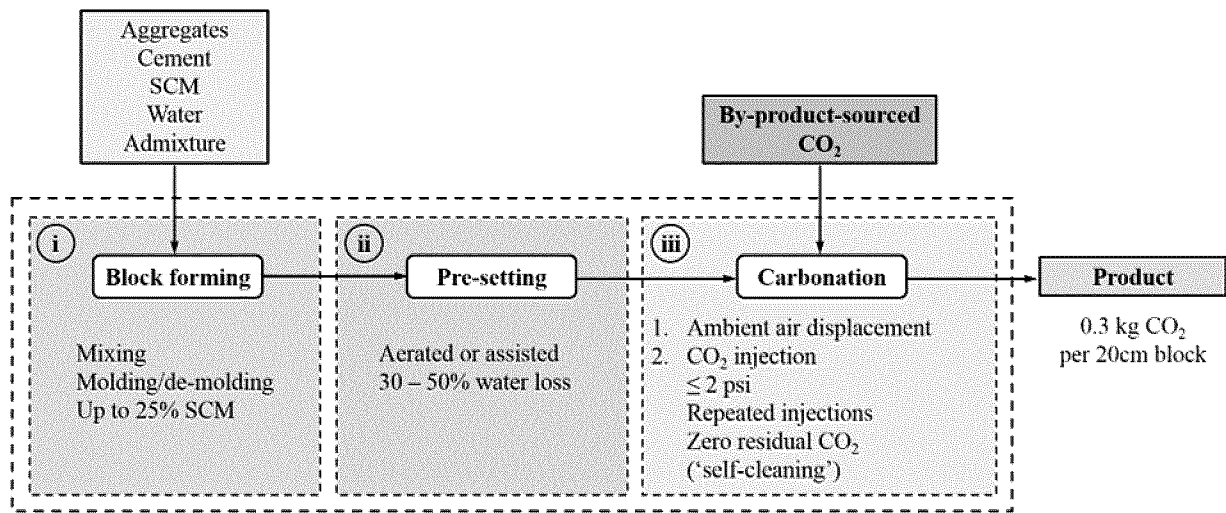 Aggregates
Cement
SCM
Water
Admixture
By-product-sourced
CO₂
i
Block forming
Mixing
Molding/de-molding
Up to 25% SCM
ii
Pre-setting
Aerated or assisted
30 – 50% water loss
iii
Carbonation
1. Ambient air displacement
2. CO₂ injection
≤ 2 psi
Repeated injections
Zero residual CO₂
(‘self-cleaning’)
Product
0.3 kg CO₂
per 20cm block